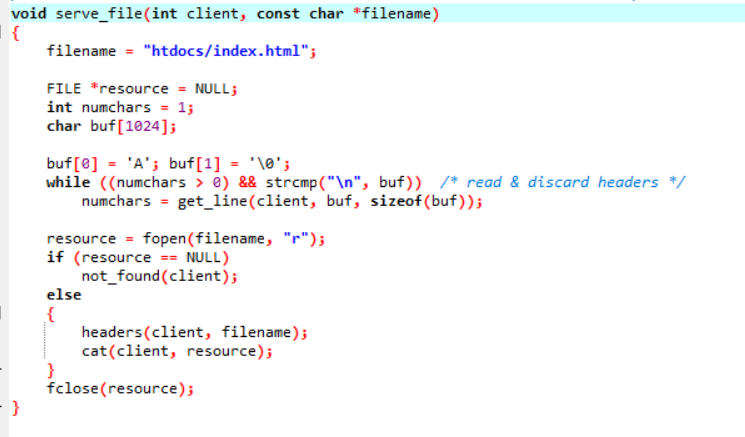 void serve_file(int client, const char *filename)
{
filename = "htdocs/index.html";
FILE *resource = NULL;
int numchars = 1;
char buf[1024];
buf[0] = 'A'; buf[1] = '\0';
while ((numchars > 0) && strcmp("\n", buf))  /* read & discard headers */
numchars = get_line(client, buf, sizeof(buf));
resource = fopen(filename, "r");
if (resource == NULL)
not_found(client);
else
{
headers(client, filename);
cat(client, resource);
}
fclose(resource);
}